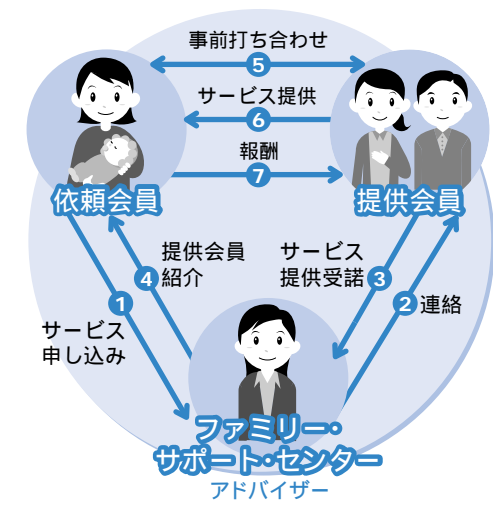 事前打ち合わせ
5
サービス提供
6
報酬
7
依頼会員
提供会員
提供会員
4 紹介
サービス
提供受諾 3
1
2 連絡
サービス
申し込み
ファミリー・
サポート・センター
アドバイザー